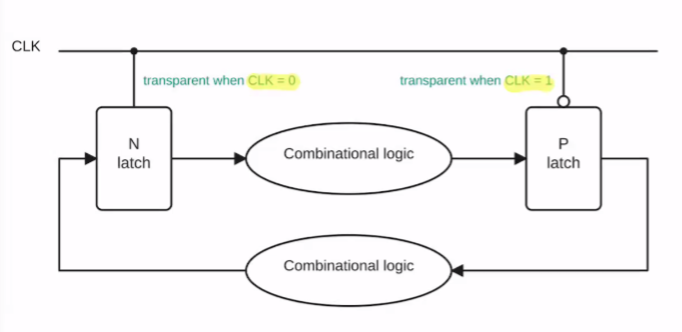 CLK
transparent when CLK = 0
transparent when CLK = 1
N
latch
Combinational logic
P
latch
Combinational logic